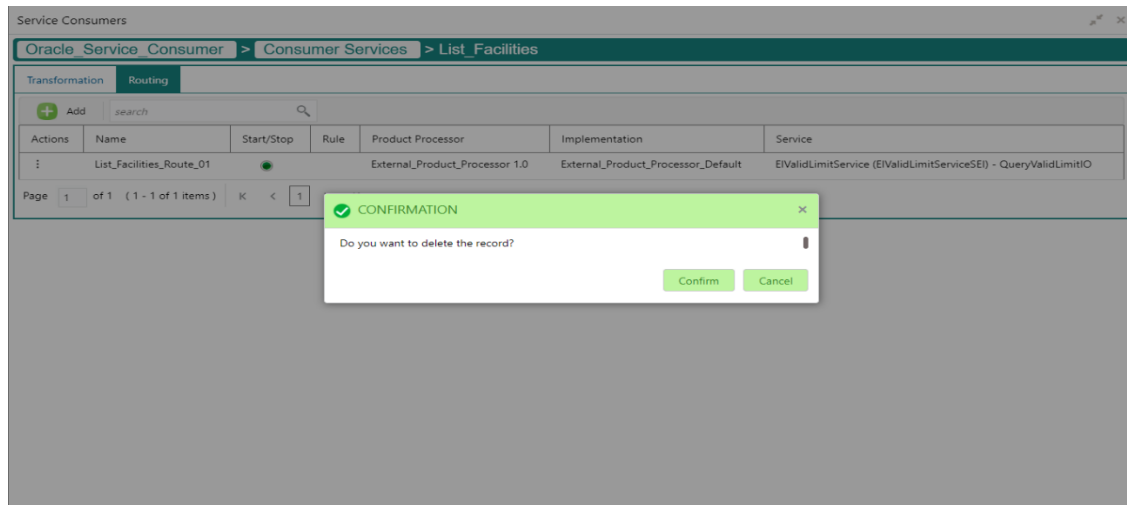 Service Consumers
Oracle_Service_Consumer > Consumer Services > List_Facilities
Transformation Routing
Add search
Actions Name Start/Stop Rule Product Processor Implementation Service
List_Facilities_Route_01 External_Product_Processor 1.0 External_Product_Processor_Default EIValidLimitService (EIValidLimitServiceSEI) - QueryValidLimitIO
Page 1 of 1 (1 - 1 of 1 items) K < 1
CONFIRMATION ×
Do you want to delete the record?
Confirm Cancel